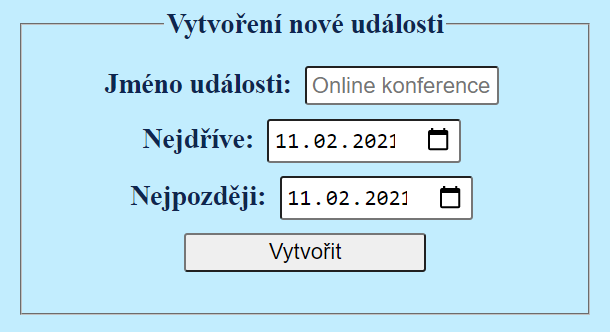 Vytvoření nové události
Jméno události: Online konference
Nejdříve: 11.02.2021
Nejpozději: 11.02.2021
Vytvořit